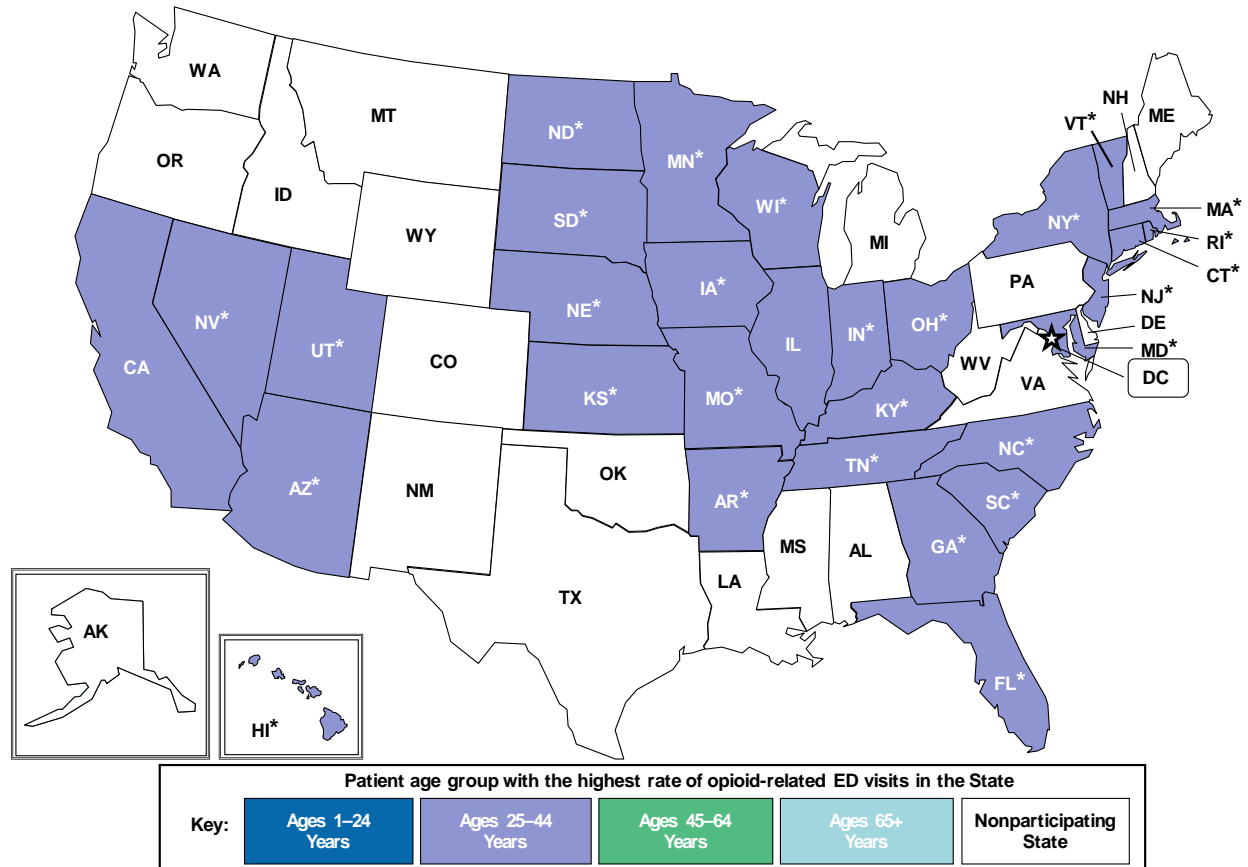 WA
MT
ND*
MN*
NH
ME
VT*
OR
ID
SD*
WI*
NY*
MA*
WY
MI
RI*
CT*
IA*
PA
NE*
NJ*
NV*
UT*
IN*
OH*
DE
CA
CO
IL
WV
MD*
VA
DC
KS*
MO*
KY*
NC*
TN*
AZ*
NM
OK
AR*
SC*
MS
AL
GA*
TX
LA
AK
FL*
HI*
Patient age group with the highest rate of opioid-related ED visits in the State
Key:
Ages 1–24
Years
Ages 25–44
Years
Ages 45–64
Years
Ages 65+
Years
Nonparticipating
State